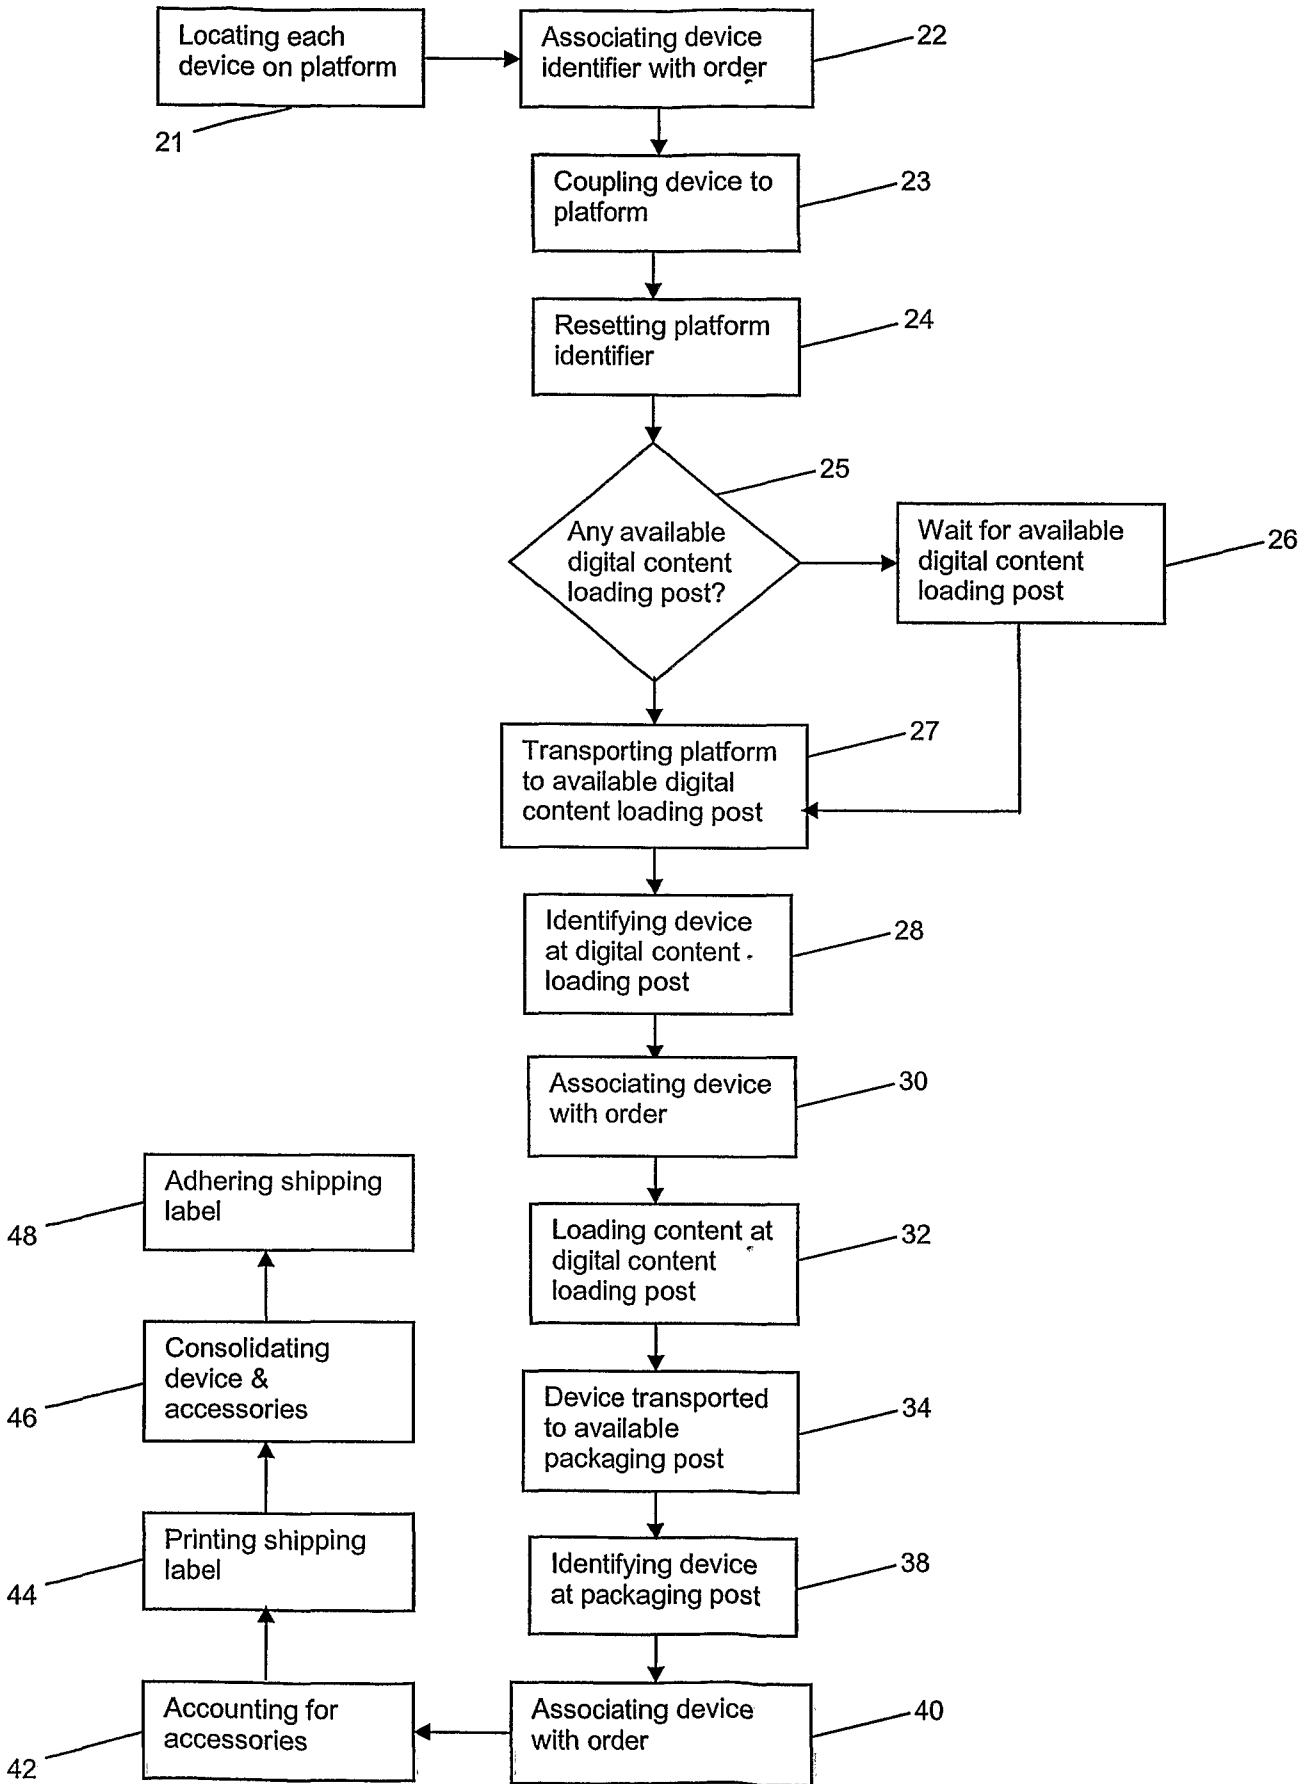 Locating each
device on platform
21
Associating device
identifier with order
22
Coupling device to
platform
23
Resetting platform
identifier
24
Any available
digital content
loading post?
25
Wait for available
digital content
loading post
26
Transporting platform
to available digital
content loading post
27
Identifying device
at digital content
loading post
28
Associating device
with order
30
Loading content at
digital content
loading post
32
Device transported
to available
packaging post
34
Identifying device
at packaging post
38
Associating device
with order
40
Accounting for
accessories
42
Printing shipping
label
44
Consolidating
device &
accessories
46
Adhering shipping
label
48